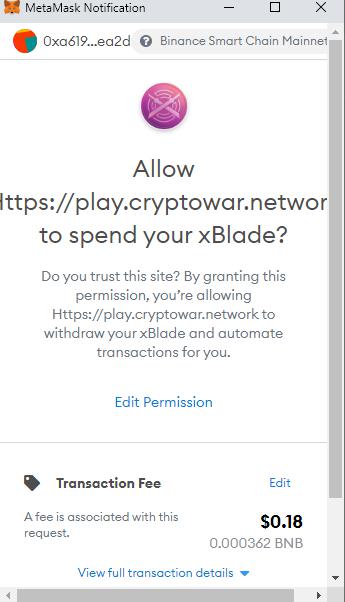 MetaMask Notification
0xa619...ea2d
Binance Smart Chain Mainnet
Allow
Https://play.cryptowar.networ
to spend your xBlade?
Do you trust this site? By granting this
permission, you're allowing
Https://play.cryptowar.network to
withdraw your xBlade and automate
transactions for you.
Edit Permission
Transaction Fee
Edit
A fee is associated with this
request.
$0.18
0.000362 BNB
View full transaction details